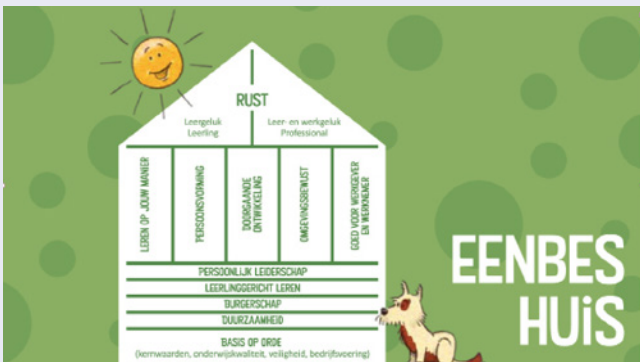 RUST
Leergeluk
Leerling
Leer- en werkgeluk
Professional
LEREN OP JOUW MANIER
PERSOONSVORMING
DOORGAANDE
ONTWIKKELING
OMGEVINGSBEWUST
GOED VOOR WERKGEVER
EN WERKNEMER
PERSOONLIJK LEIDERSCHAP
LEERLINGGERICHT LEREN
BURGERSCHAP
DUURZAAMHEID
BASIS OP ORDE
(kernwaarden, onderwijskwaliteit, veiligheid, bedrijfsvoering)
EENBES
HUiS